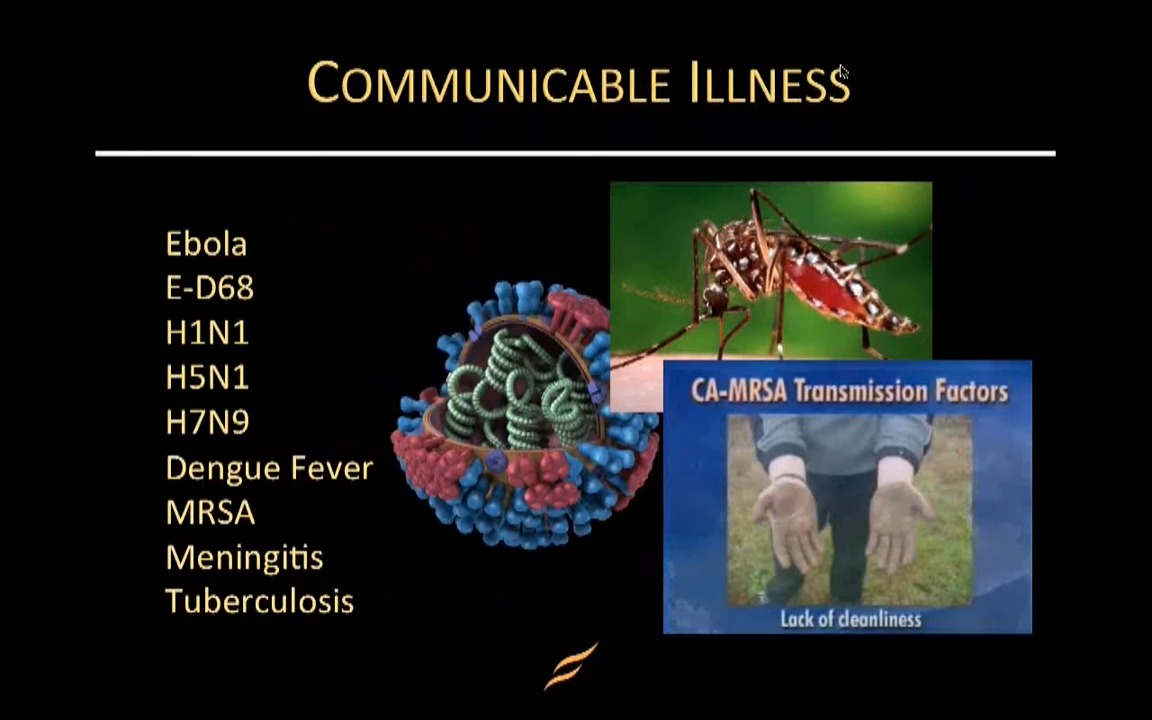 COMMUNICABLE ILLNESS
Ebola
E-D68
H1N1
H5N1
H7N9
Dengue Fever
MRSA
Meningitis
Tuberculosis
CA-MRSA Transmission Factors
Lack of cleanliness